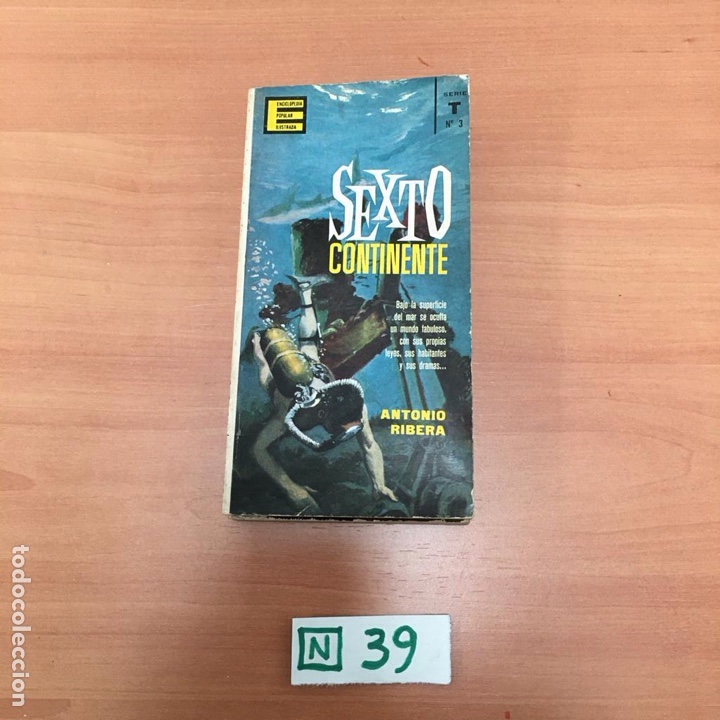 ENCICLOPEDIA
POPULAR
ILUSTRADA
SERIE
T
Nº 3
SEXTO
CONTINENTE
Bajo la superficie
del mar se oculta
un mundo fabuloso,
con sus propias
leyes, sus habitantes
y sus dramas...
ANTONIO
RIBERA
N 39
todocoleccion.net